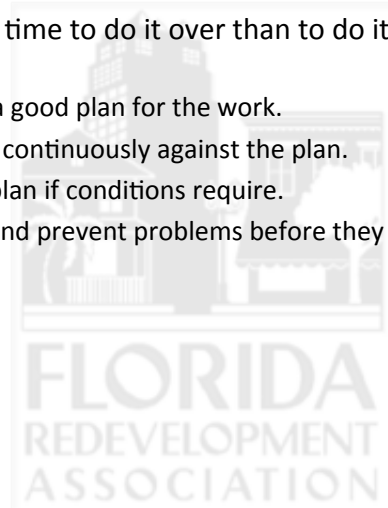 time to do it over than to do it
good plan for the work.
continuously against the plan.
plan if conditions require.
nd prevent problems before they
FLORIDA
REDEVELOPMENT
ASSOCIATION